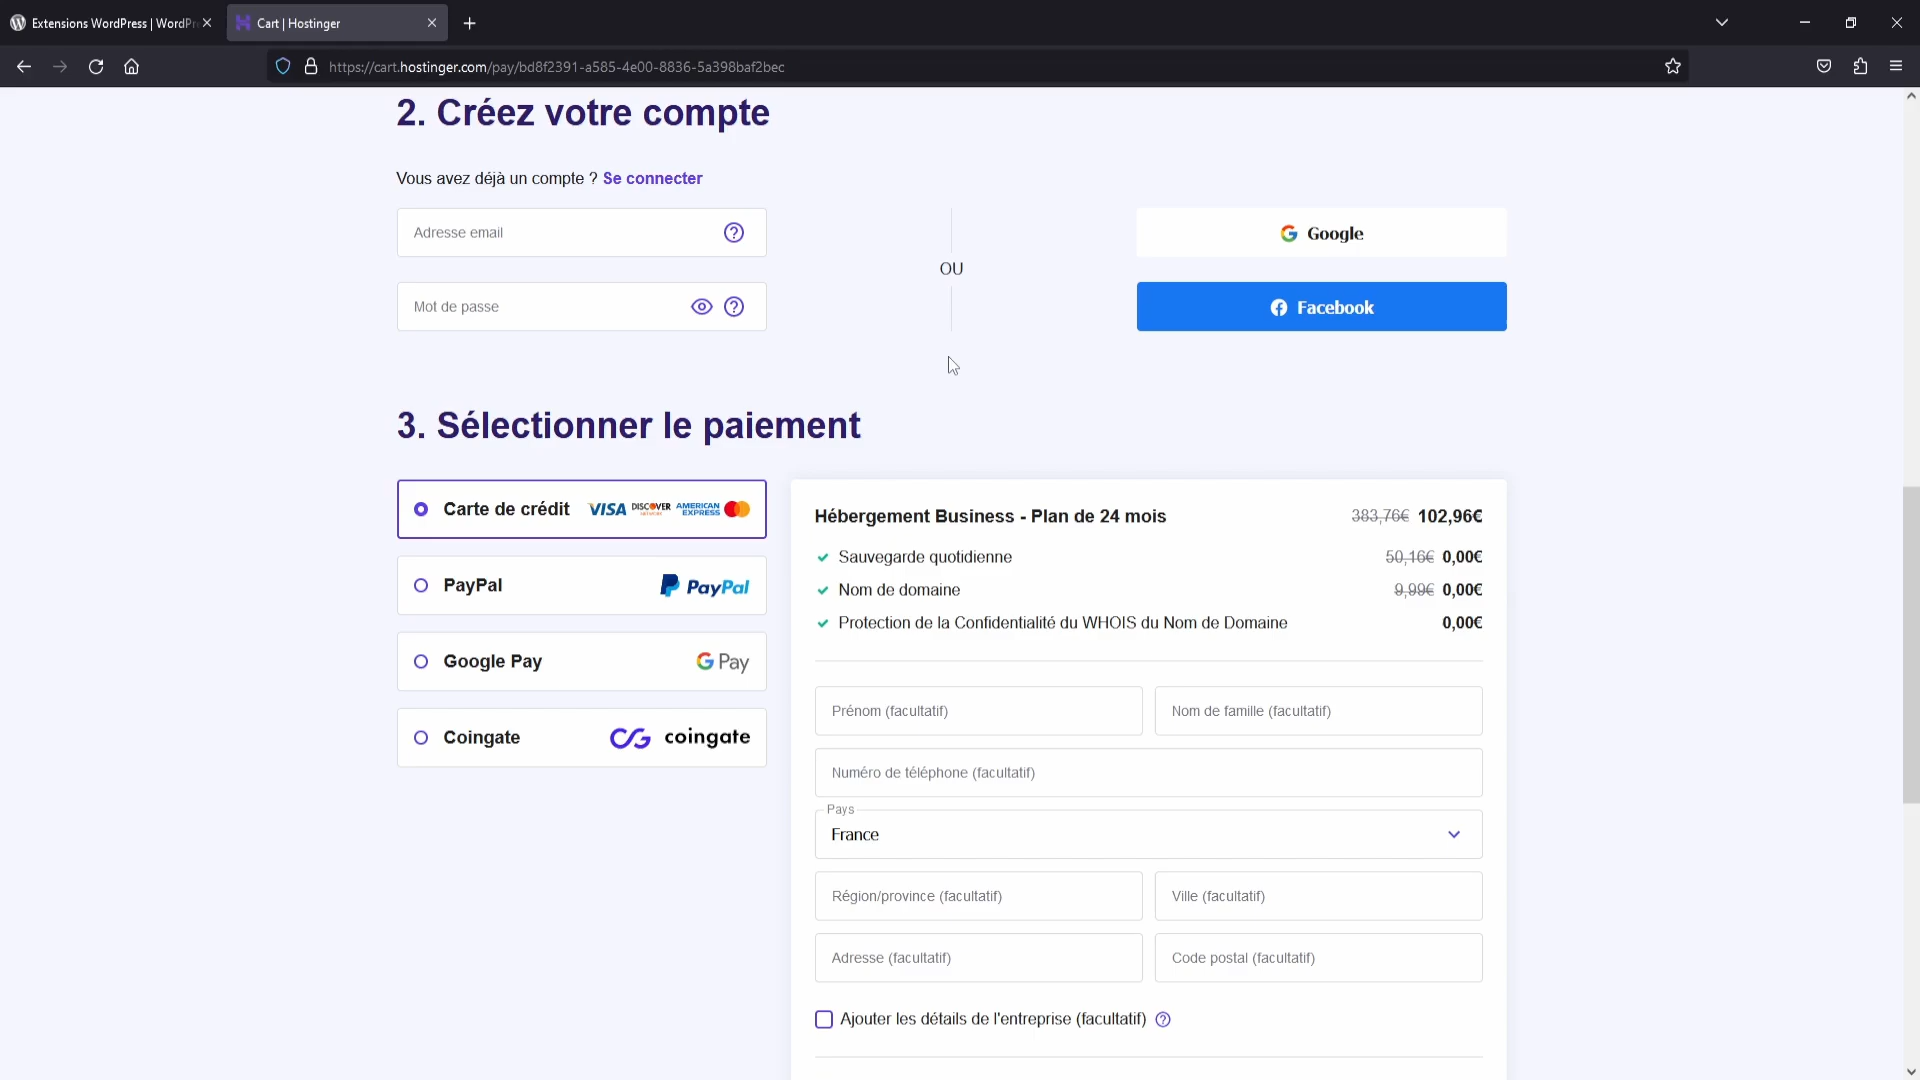 Extensions WordPress | WordPr
Cart | Hostinger
https://cart.hostinger.com/pay/bd8f2391-a585-4e00-8836-5a398baf2bec
2. Créez votre compte
Vous avez déjà un compte ? Se connecter
Adresse email
Google
OU
Mot de passe
Facebook
3. Sélectionner le paiement
Carte de crédit VISA DISCOVER NETWORK AMERICAN EXPRESS
Hébergement Business - Plan de 24 mois 383,76€ 102,96€
Sauvegarde quotidienne 50,16€ 0,00€
PayPal PayPal
Nom de domaine 9,99€ 0,00€
Protection de la Confidentialité du WHOIS du Nom de Domaine 0,00€
Google Pay G Pay
Prénom (facultatif) Nom de famille (facultatif)
Coingate coingate
Numéro de téléphone (facultatif)
Pays
France
Région/province (facultatif) Ville (facultatif)
Adresse (facultatif) Code postal (facultatif)
Ajouter les détails de l'entreprise (facultatif)